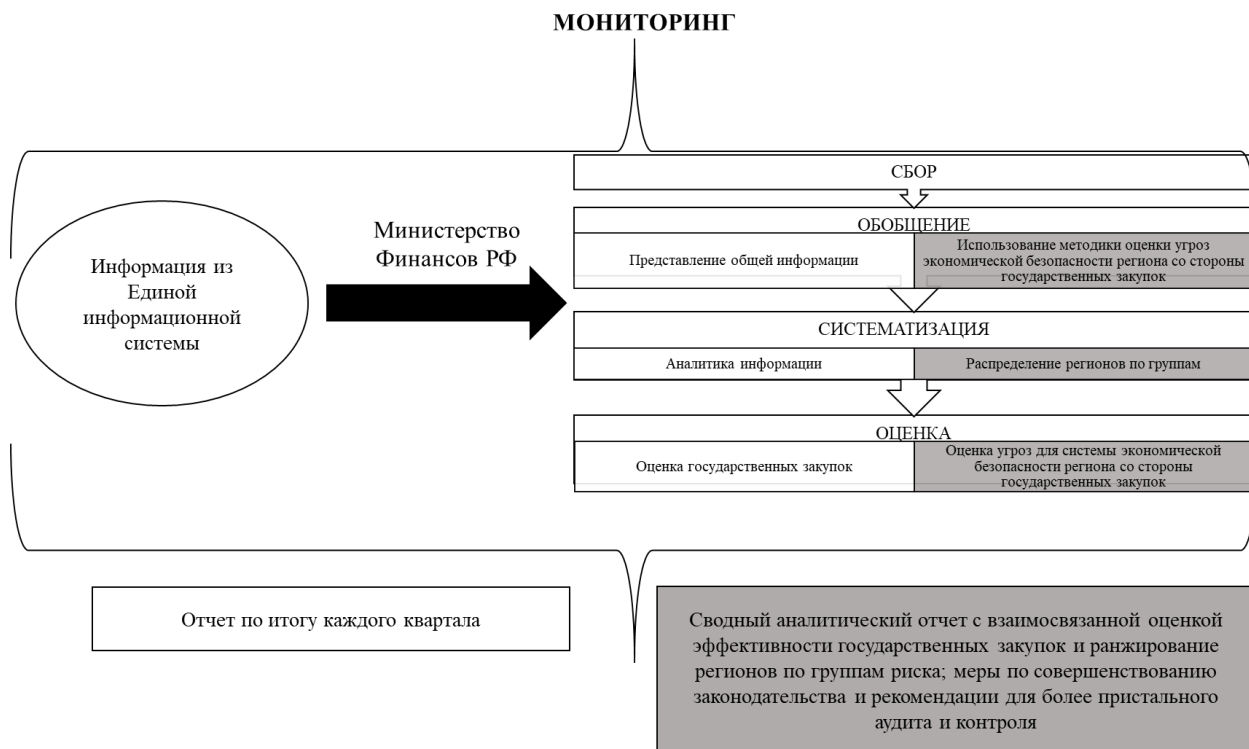 МОНИТОРИНГ
Информация из
Единой
информационной
системы
Министерство
Финансов РФ
СБОР
ОБОБЩЕНИЕ
Представление общей информации
Использование методики оценки угроз
экономической безопасности региона со стороны
государственных закупок
СИСТЕМАТИЗАЦИЯ
Аналитика информации
Распределение регионов по группам
ОЦЕНКА
Оценка государственных закупок
Оценка угроз для системы экономической
безопасности региона со стороны
государственных закупок
Отчет по итогу каждого квартала
Сводный аналитический отчет с взаимосвязанной оценкой
эффективности государственных закупок и ранжирование
регионов по группам риска; меры по совершенствованию
законодательства и рекомендации для более пристального
аудита и контроля